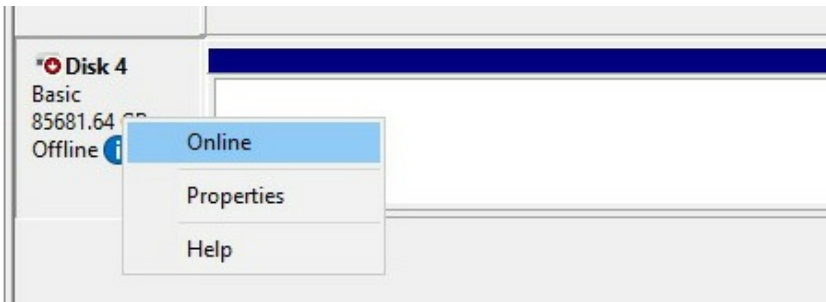 Disk 4
Basic
85681.64
Offline
Online
Properties
Help